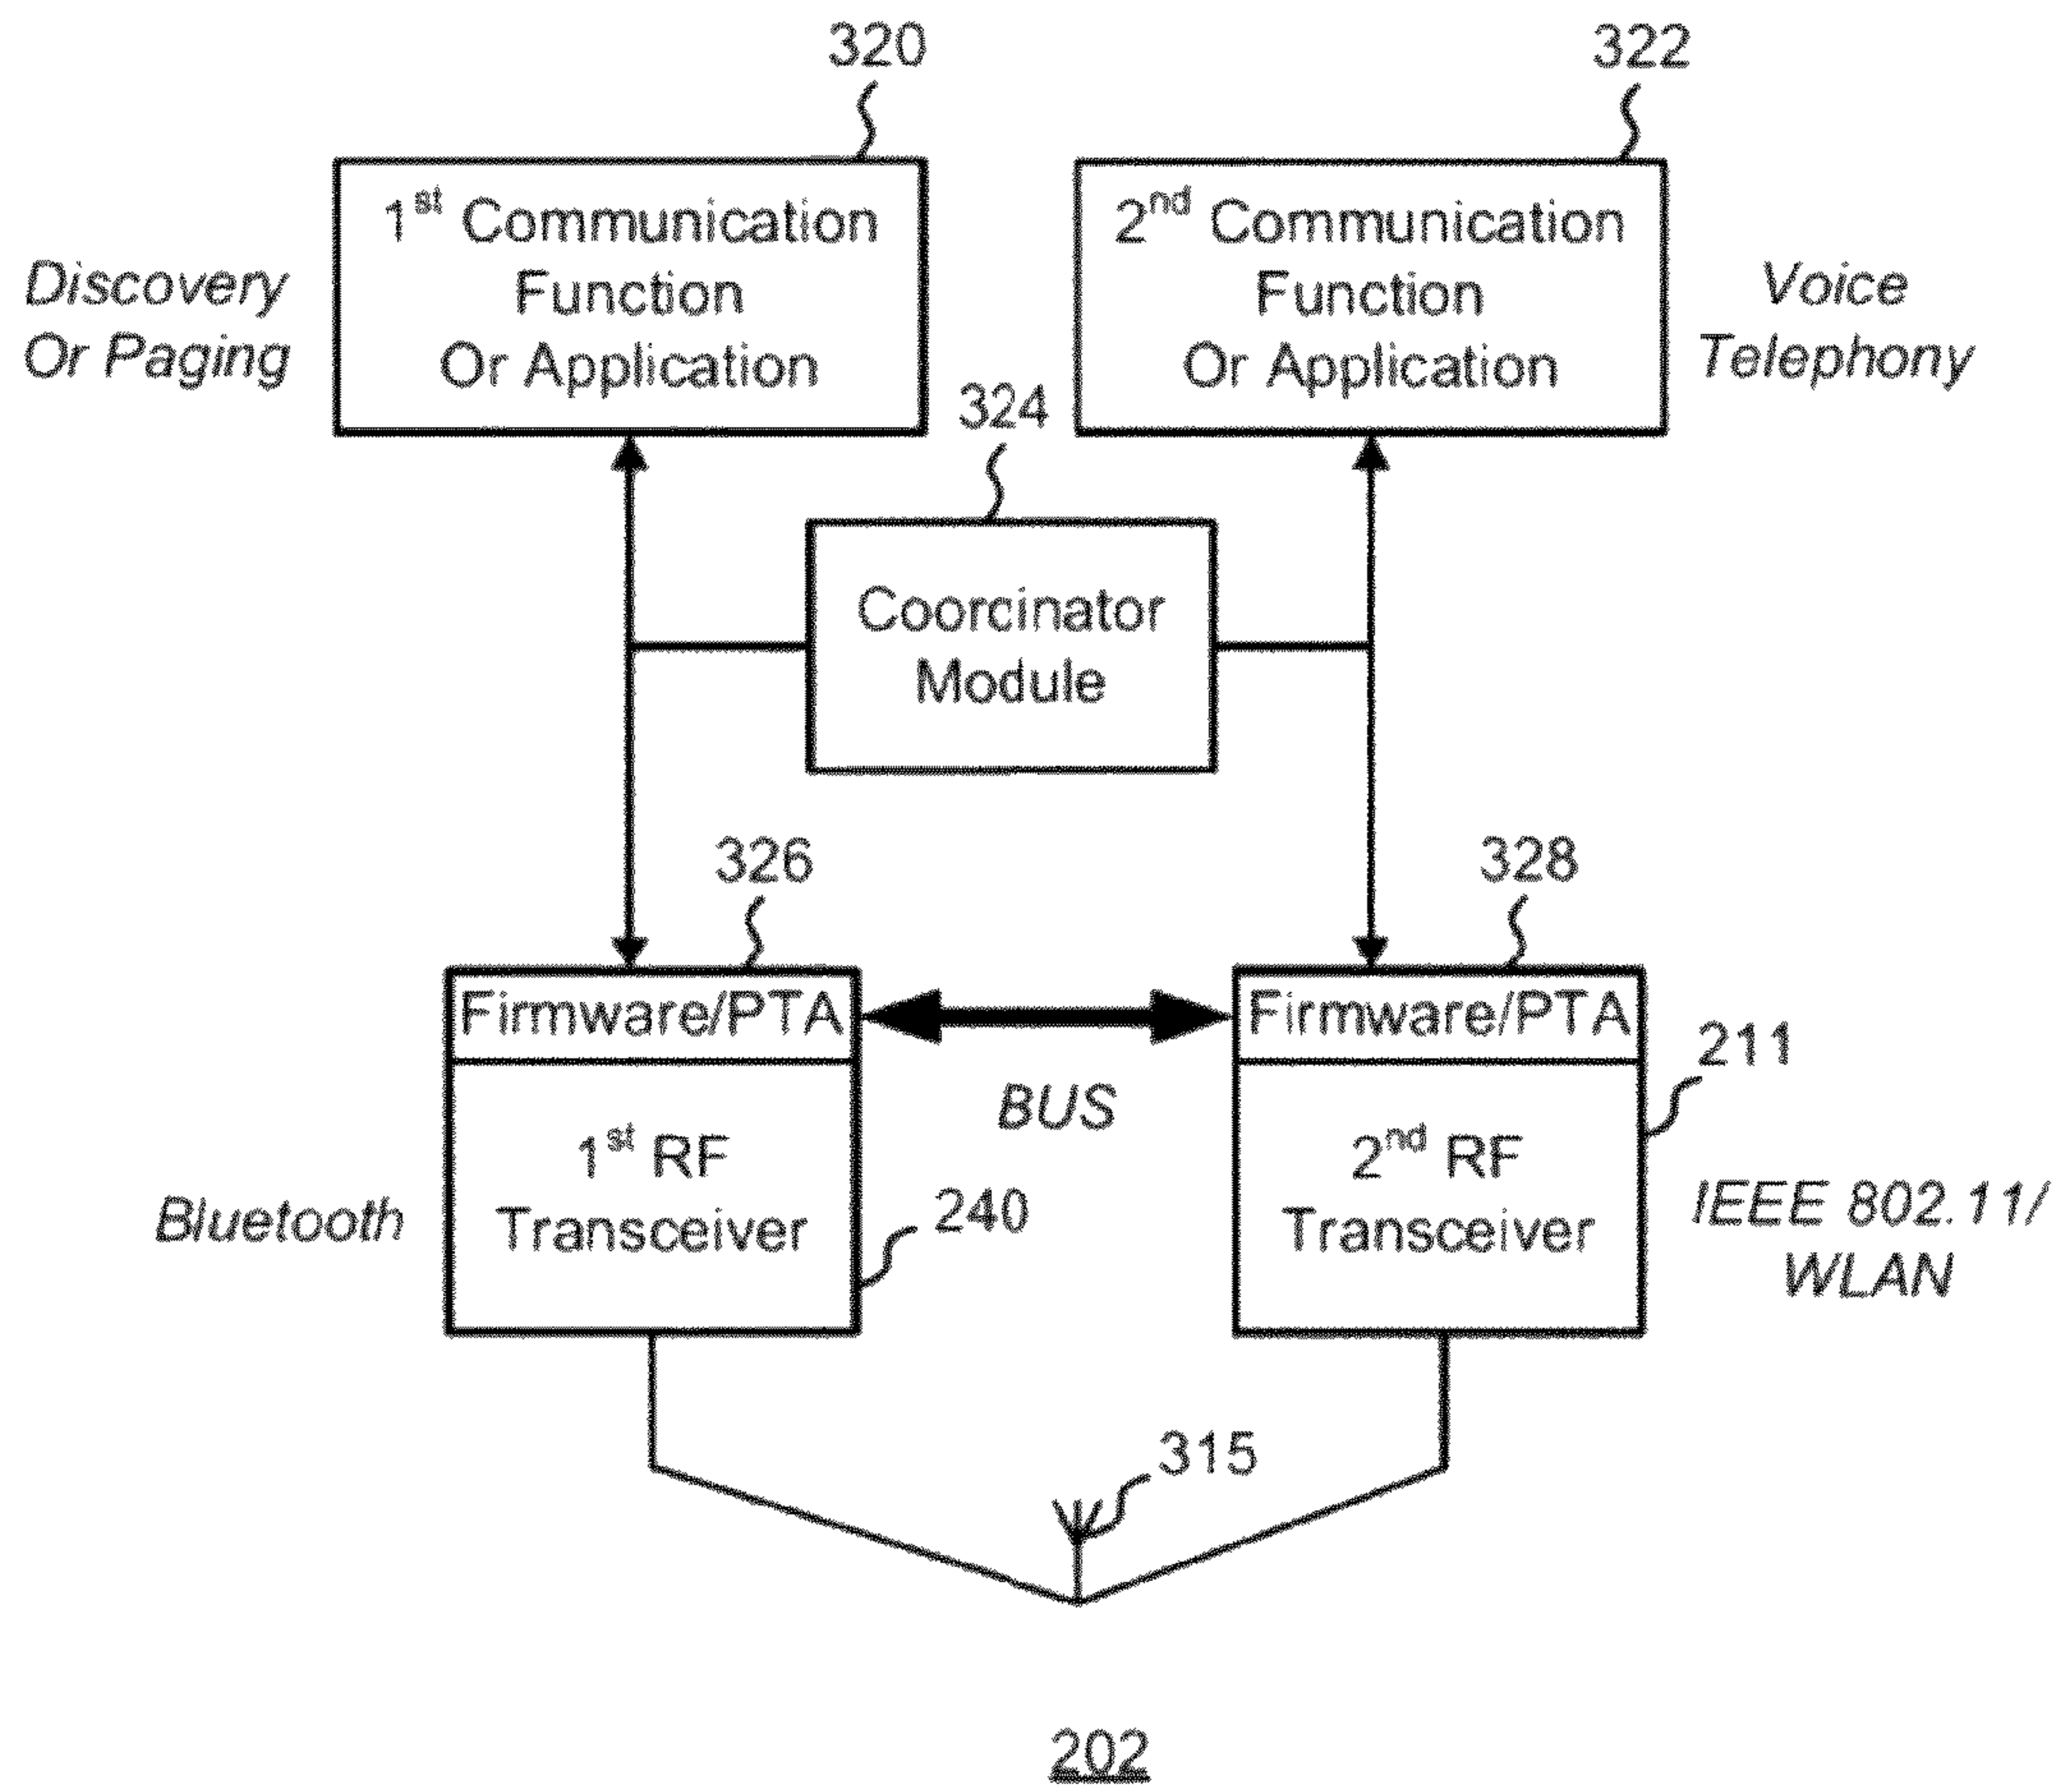 320
322
1st Communication
Function
Or Application
2nd Communication
Function
Or Application
Discovery
Or Paging
Voice
Telephony
324
Coorcinator
Module
326
328
Firmware/PTA
Firmware/PTA
211
BUS
1st RF
Transceiver
2nd RF
Transceiver
240
Bluetooth
IEEE 802.11/
WLAN
315
202